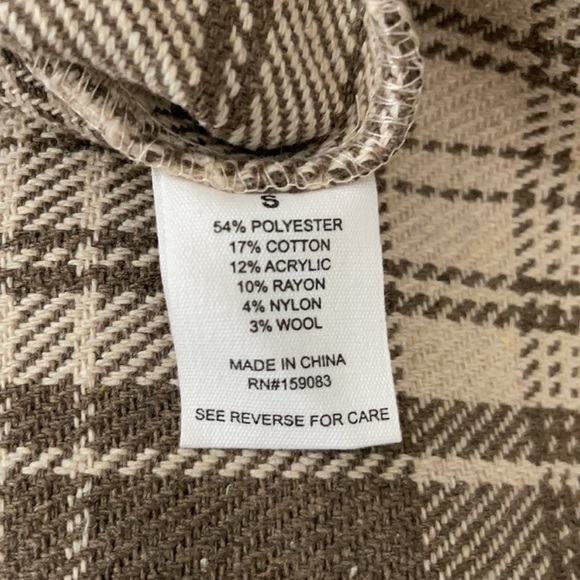 S
54% POLYESTER
17% COTTON
12% ACRYLIC
10% RAYON
4% NYLON
3% WOOL
MADE IN CHINA
RN#159083
SEE REVERSE FOR CARE